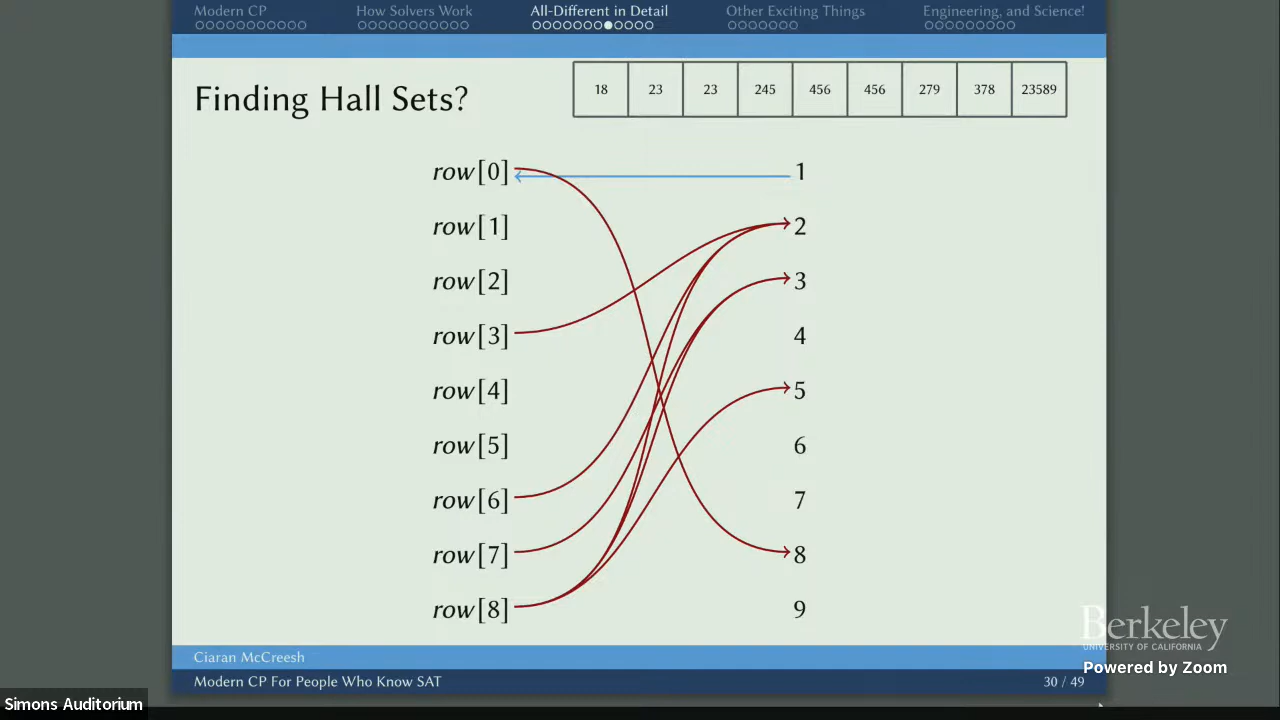 Modern CP How Solvers Work All-Different in Detail Other Exciting Things Engineering, and Science!
Finding Hall Sets?
18 23 23 245 456 456 279 378 23589
row[0] 1
row[1] 2
row[2] 3
row[3] 4
row[4] 5
row[5] 6
row[6] 7
row[7] 8
row[8] 9
Berkeley
UNIVERSITY OF CALIFORNIA
Powered by Zoom
Ciaran McCreesh
Modern CP For People Who Know SAT 30 / 49
Simons Auditorium